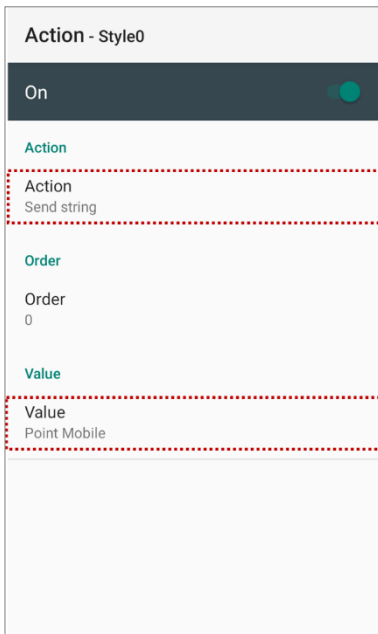 Action - Style0
On
Action
Action
Send string
Order
Order
0
Value
Value
Point Mobile